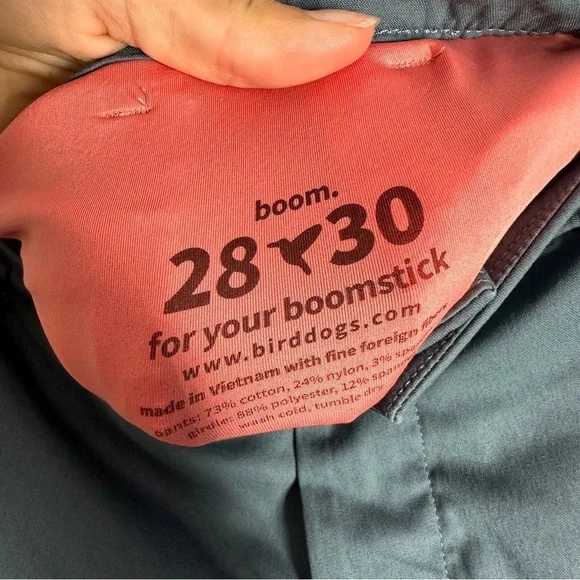 boom.
28 30
for your boomstick
www.birddogs.com
made in Vietnam with fine foreign
pants: 73% cotton, 24% nylon, 3%
girdle: 88% polyester, 12%
wash cold. tumble dry